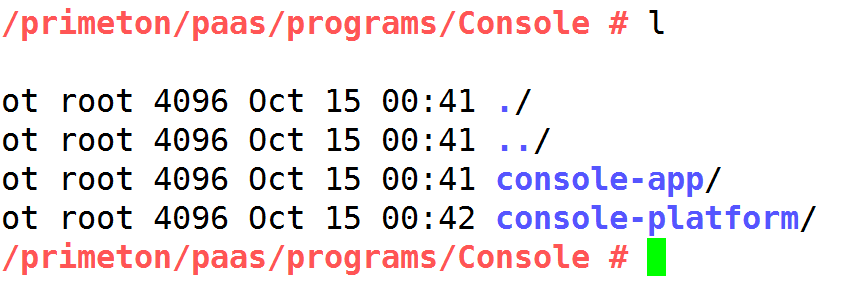 /primeton/paas/programs/Console # l
ot root 4096 Oct 15 00:41 ./
ot root 4096 Oct 15 00:41 ../
ot root 4096 Oct 15 00:41 console-app/
ot root 4096 Oct 15 00:42 console-platform/
/primeton/paas/programs/Console #